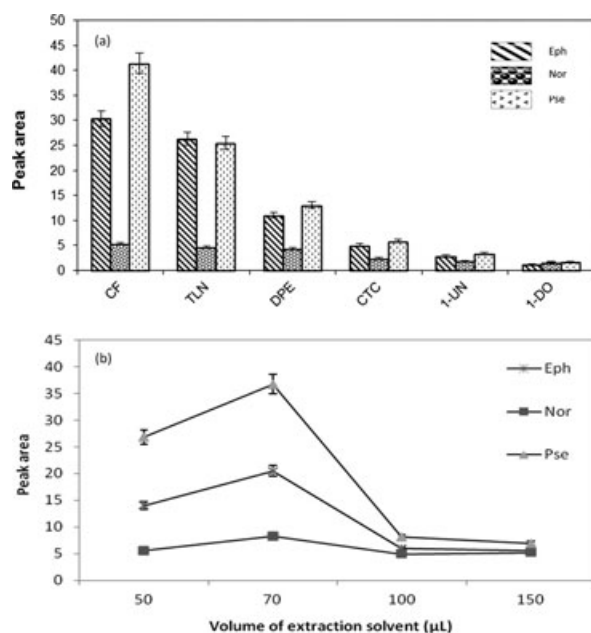 (a)
Peak area
50
45
40
35
30
25
20
15
10
5
0
Eph
Nor
Pse
CF
TLN
DPE
CTC
1-UN
1-DO
(b)
Peak area
45
40
35
30
25
20
15
10
5
0
Eph
Nor
Pse
50
70
100
150
Volume of extraction solvent (µL)